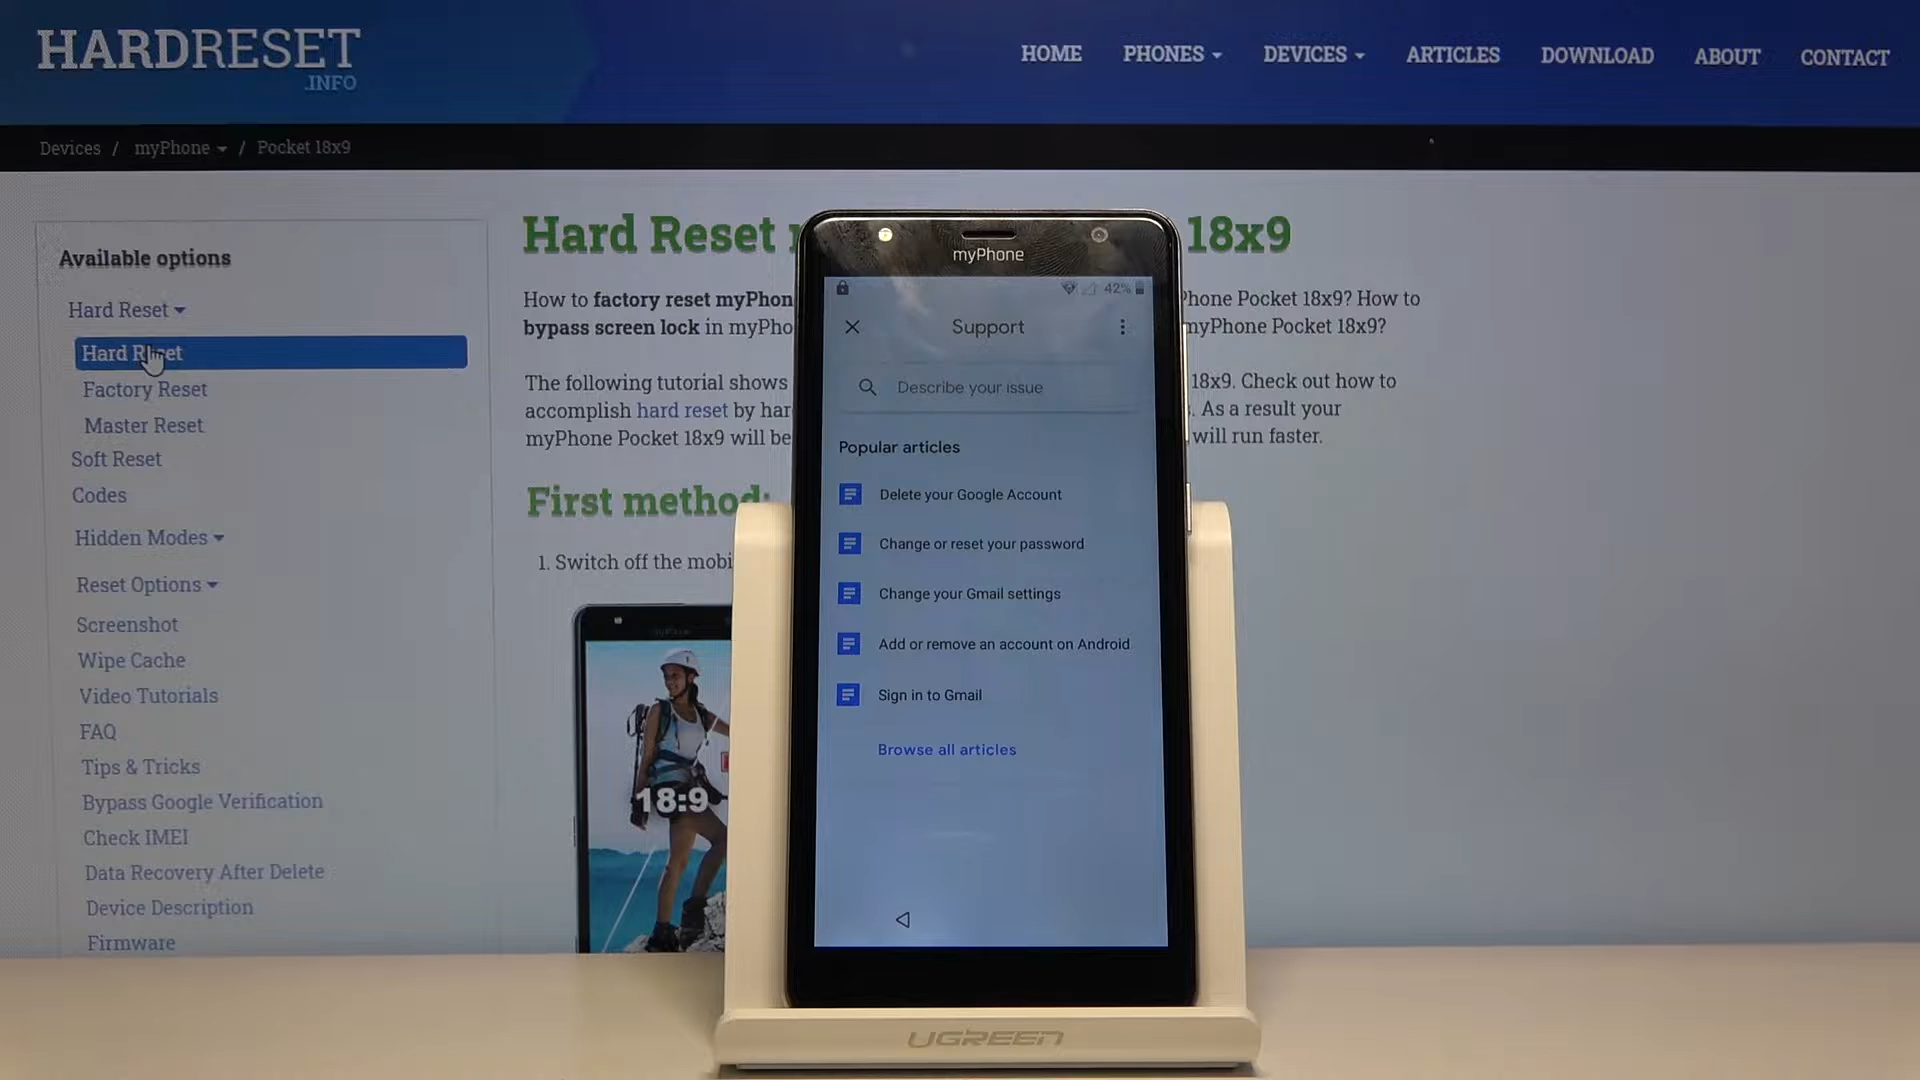 HARDRESET
.INFO
HOME PHONES DEVICES ARTICLES DOWNLOAD ABOUT CONTACT
Devices / myPhone / Pocket 18x9
Available options
Hard Reset
Hard Reset
Factory Reset
Master Reset
Soft Reset
Codes
Hidden Modes
Reset Options
Screenshot
Wipe Cache
Video Tutorials
FAQ
Tips & Tricks
Bypass Google Verification
Check IMEI
Data Recovery After Delete
Device Description
Firmware
Hard Reset 18x9
How to factory reset myPhon Phone Pocket 18x9? How to
bypass screen lock in myPho myPhone Pocket 18x9?
The following tutorial shows 18x9. Check out how to
accomplish hard reset by har . As a result your
myPhone Pocket 18x9 will be will run faster.
First method:
1. Switch off the mobi
18:9
myPhone
42%
Support
Describe your issue
Popular articles
Delete your Google Account
Change or reset your password
Change your Gmail settings
Add or remove an account on Android
Sign in to Gmail
Browse all articles
UGREEN